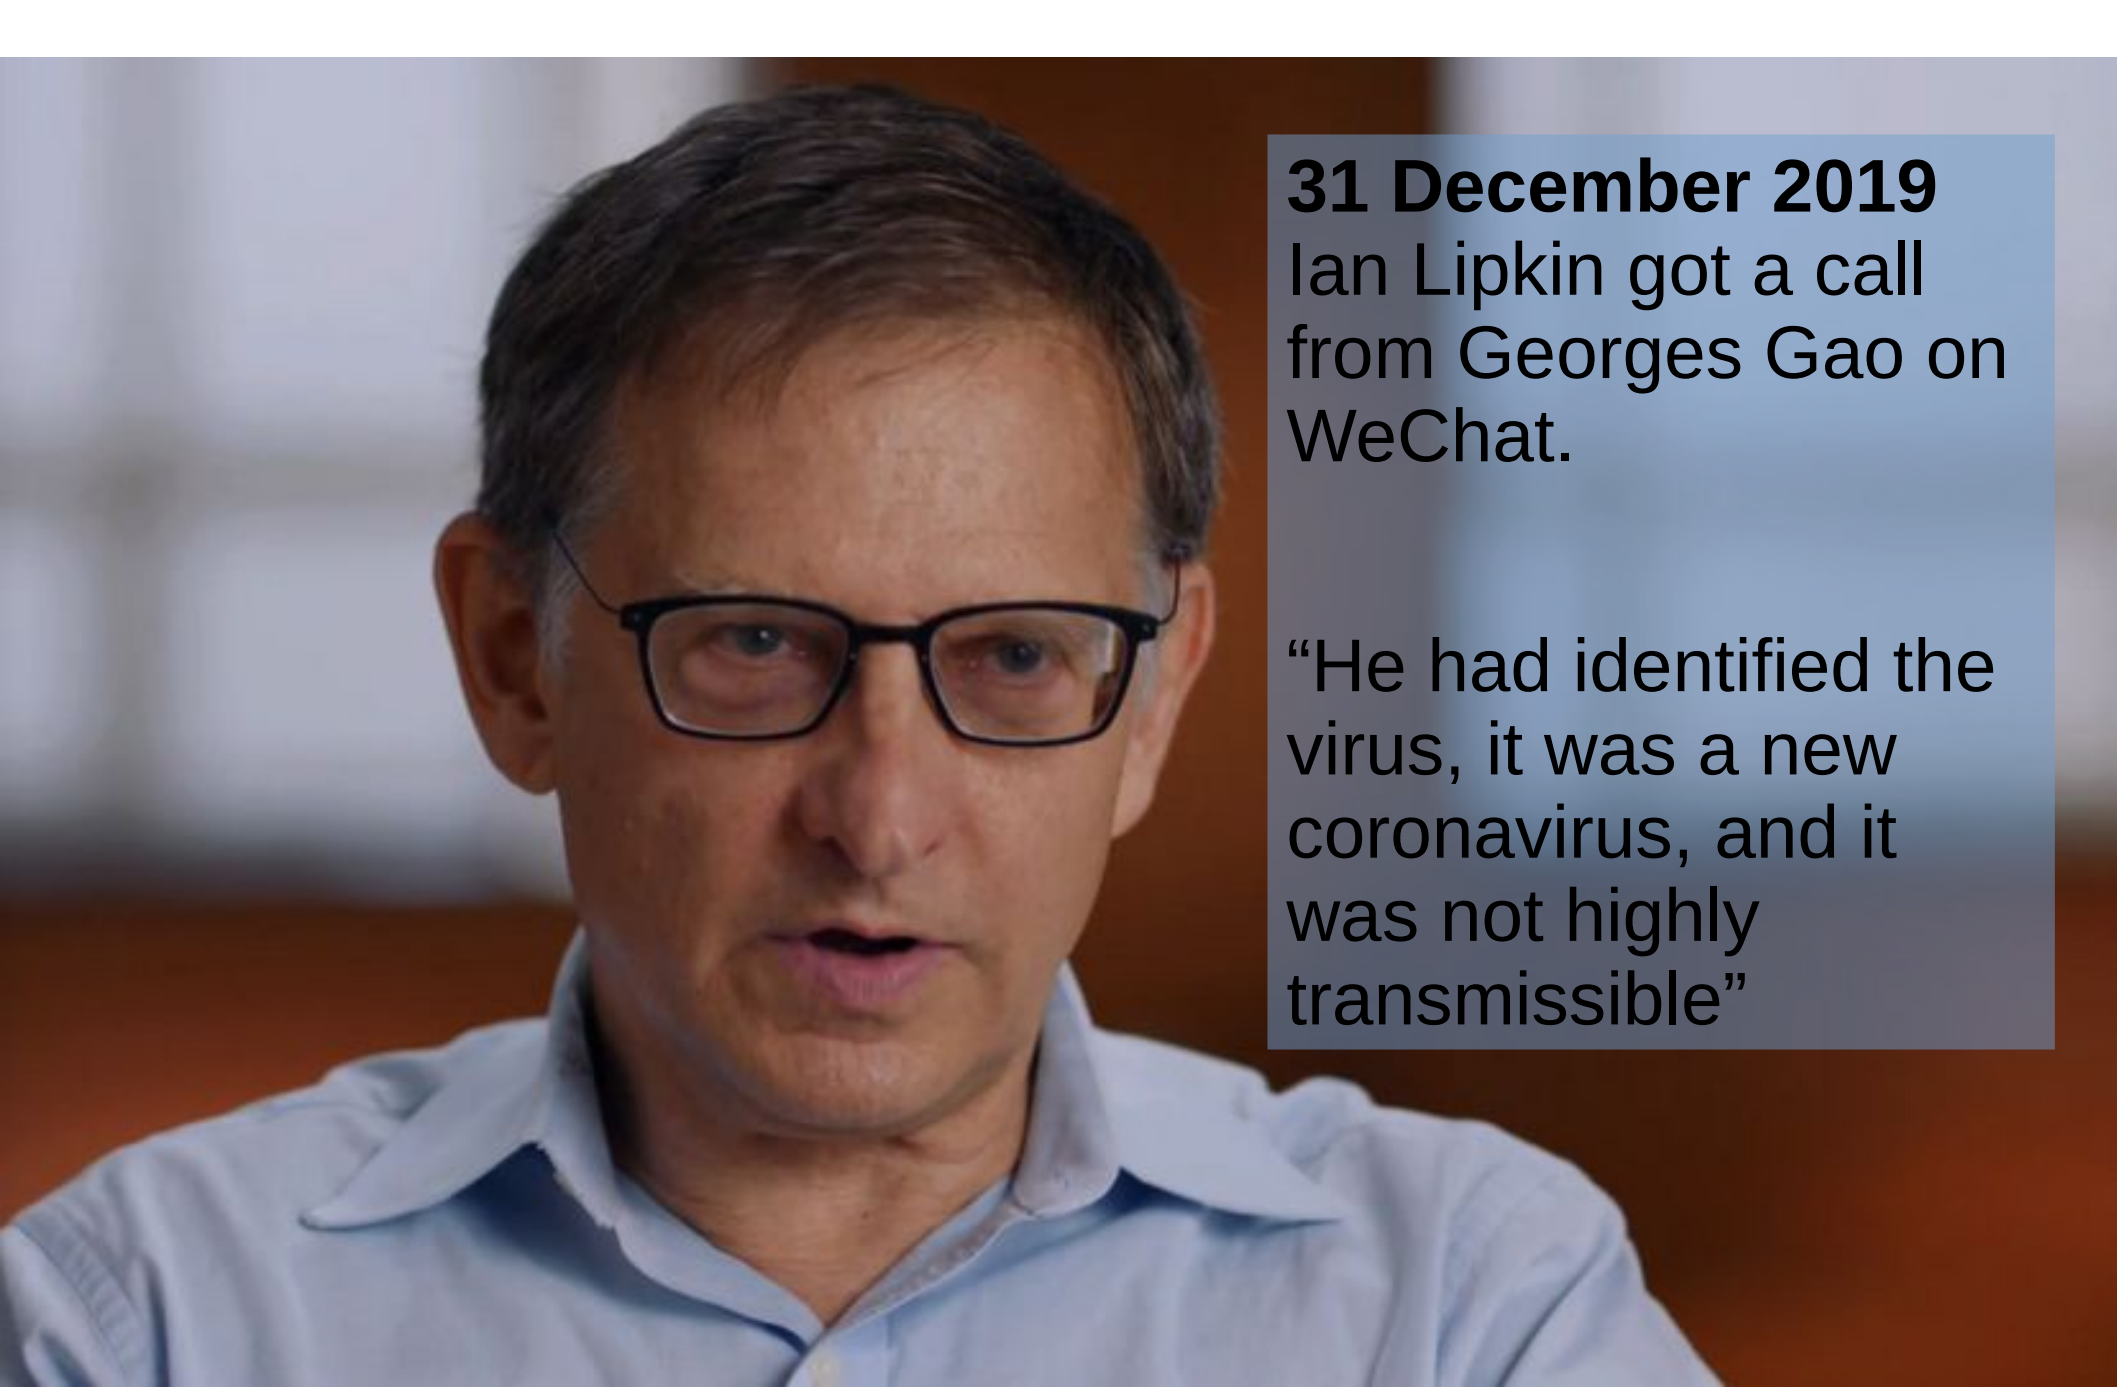 31 December 2019
Ian Lipkin got a call
from Georges Gao on
WeChat.
“He had identified the
virus, it was a new
coronavirus, and it
was not highly
transmissible”